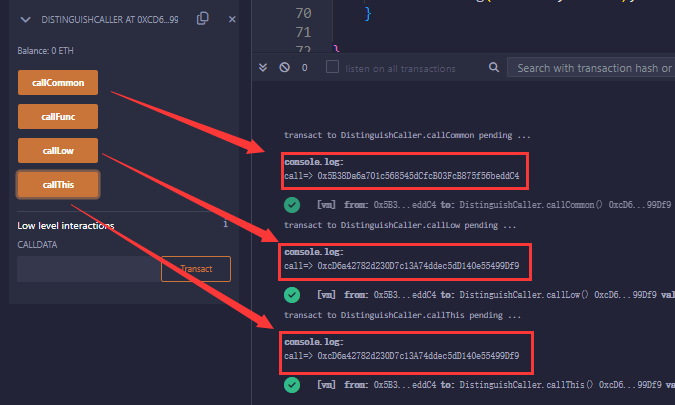 DISTINGUISHCALLER AT 0XCD6...99
Balance: 0 ETH
callCommon
callFunc
callLow
callThis
Low level interactions
1
CALLDATA
Transact
70
}
71
72
}
0
listen on all transactions
Search with transaction hash or
transact to DistinguishCaller.callCommon pending ...
console.log:
call=> 0x5B38Da6a701c568545dCfcB03FcB875f56beddC4
[vm] from: 0x5B3...eddC4 to: DistinguishCaller.callCommon() 0xcD6...99Df9
transact to DistinguishCaller.callLow pending ...
console.log:
call=> 0xcD6a42782d230D7c13A74ddec5dD140e55499Df9
[vm] from: 0x5B3...eddC4 to: DistinguishCaller.callLow() 0xcD6...99Df9 val
transact to DistinguishCaller.callThis pending ...
console.log:
call=> 0xcD6a42782d230D7c13A74ddec5dD140e55499Df9
[vm] from: 0x5B3...eddC4 to: DistinguishCaller.callThis() 0xcD6...99Df9 va